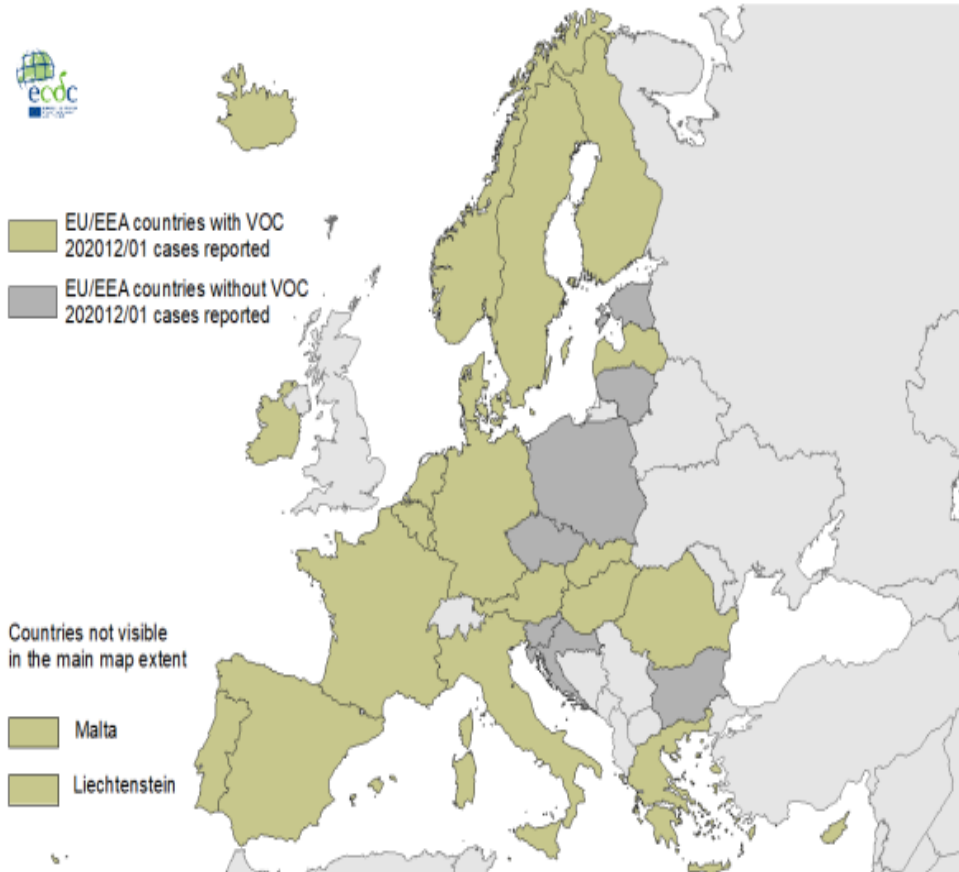 ecdc
EU/EEA countries with VOC
202012/01 cases reported
EU/EEA countries without VOC
202012/01 cases reported
Countries not visible
in the main map extent
Malta
Liechtenstein